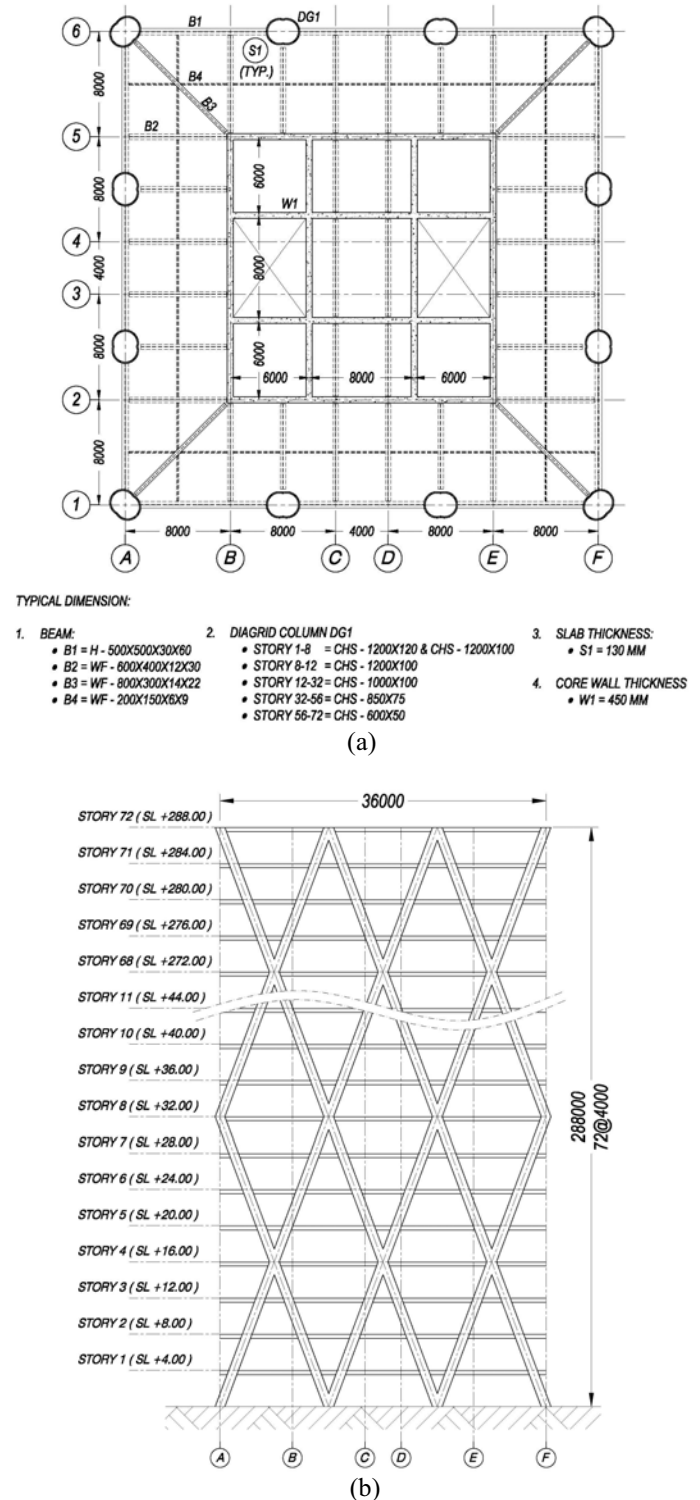 B1
DG1
6
S1
(TYP.)
B4
B3
8000
5
B2
6000
W1
8000
4
8000
4000
3
8000
6000
6000
8000
6000
2
8000
1
8000
8000
4000
8000
8000
A
B
C
D
E
F
TYPICAL DIMENSION:
1. BEAM:
• B1 = H - 500X500X30X60
• B2 = WF - 600X400X12X30
• B3 = WF - 800X300X14X22
• B4 = WF - 200X150X6X9
2. DIAGRID COLUMN DG1
• STORY 1-8 = CHS - 1200X120 & CHS - 1200X100
• STORY 8-12 = CHS - 1200X100
• STORY 12-32 = CHS - 1000X100
• STORY 32-56 = CHS - 850X75
• STORY 56-72 = CHS - 600X50
3. SLAB THICKNESS:
• S1 = 130 MM
4. CORE WALL THICKNESS
• W1 = 450 MM
(a)
36000
STORY 72 ( SL +288.00 )
STORY 71 ( SL +284.00 )
STORY 70 ( SL +280.00 )
STORY 69 ( SL +276.00 )
STORY 68 ( SL +272.00 )
STORY 11 ( SL +44.00 )
STORY 10 ( SL +40.00 )
STORY 9 ( SL +36.00 )
STORY 8 ( SL +32.00 )
STORY 7 ( SL +28.00 )
STORY 6 ( SL +24.00 )
STORY 5 ( SL +20.00 )
STORY 4 ( SL +16.00 )
STORY 3 ( SL +12.00 )
STORY 2 ( SL +8.00 )
STORY 1 ( SL +4.00 )
288000
72@4000
A
B
C
D
E
F
(b)